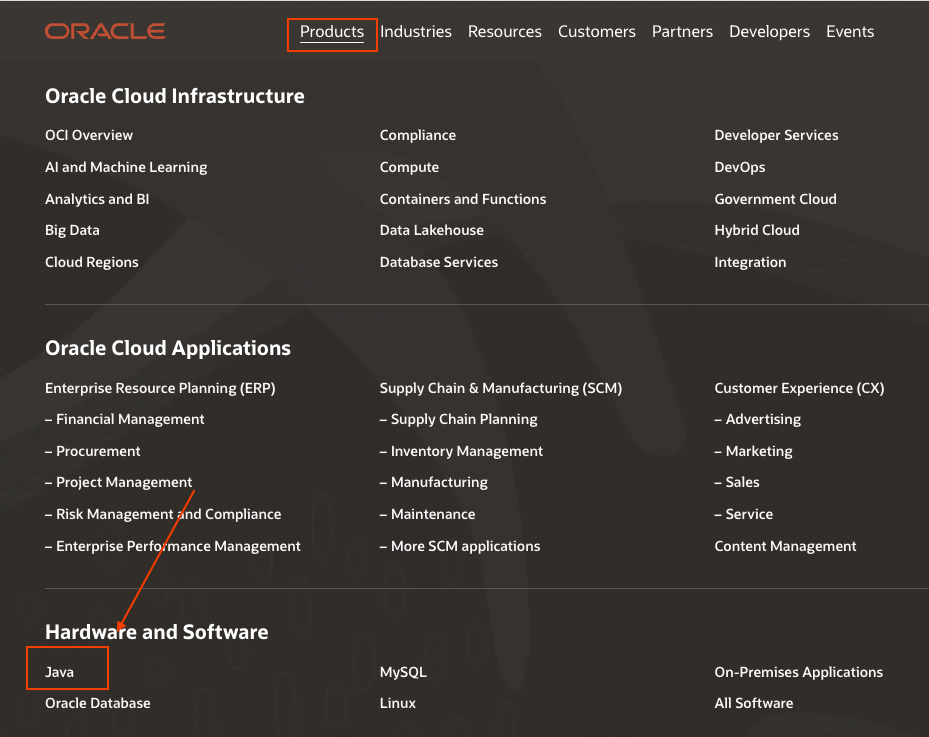 ORACLE
Products Industries Resources Customers Partners Developers Events
Oracle Cloud Infrastructure
OCI Overview Compliance Developer Services
AI and Machine Learning Compute DevOps
Analytics and BI Containers and Functions Government Cloud
Big Data Data Lakehouse Hybrid Cloud
Cloud Regions Database Services Integration
Oracle Cloud Applications
Enterprise Resource Planning (ERP) Supply Chain & Manufacturing (SCM) Customer Experience (CX)
– Financial Management – Supply Chain Planning – Advertising
– Procurement – Inventory Management – Marketing
– Project Management – Manufacturing – Sales
– Risk Management and Compliance – Maintenance – Service
– Enterprise Performance Management – More SCM applications Content Management
Hardware and Software
Java MySQL On-Premises Applications
Oracle Database Linux All Software